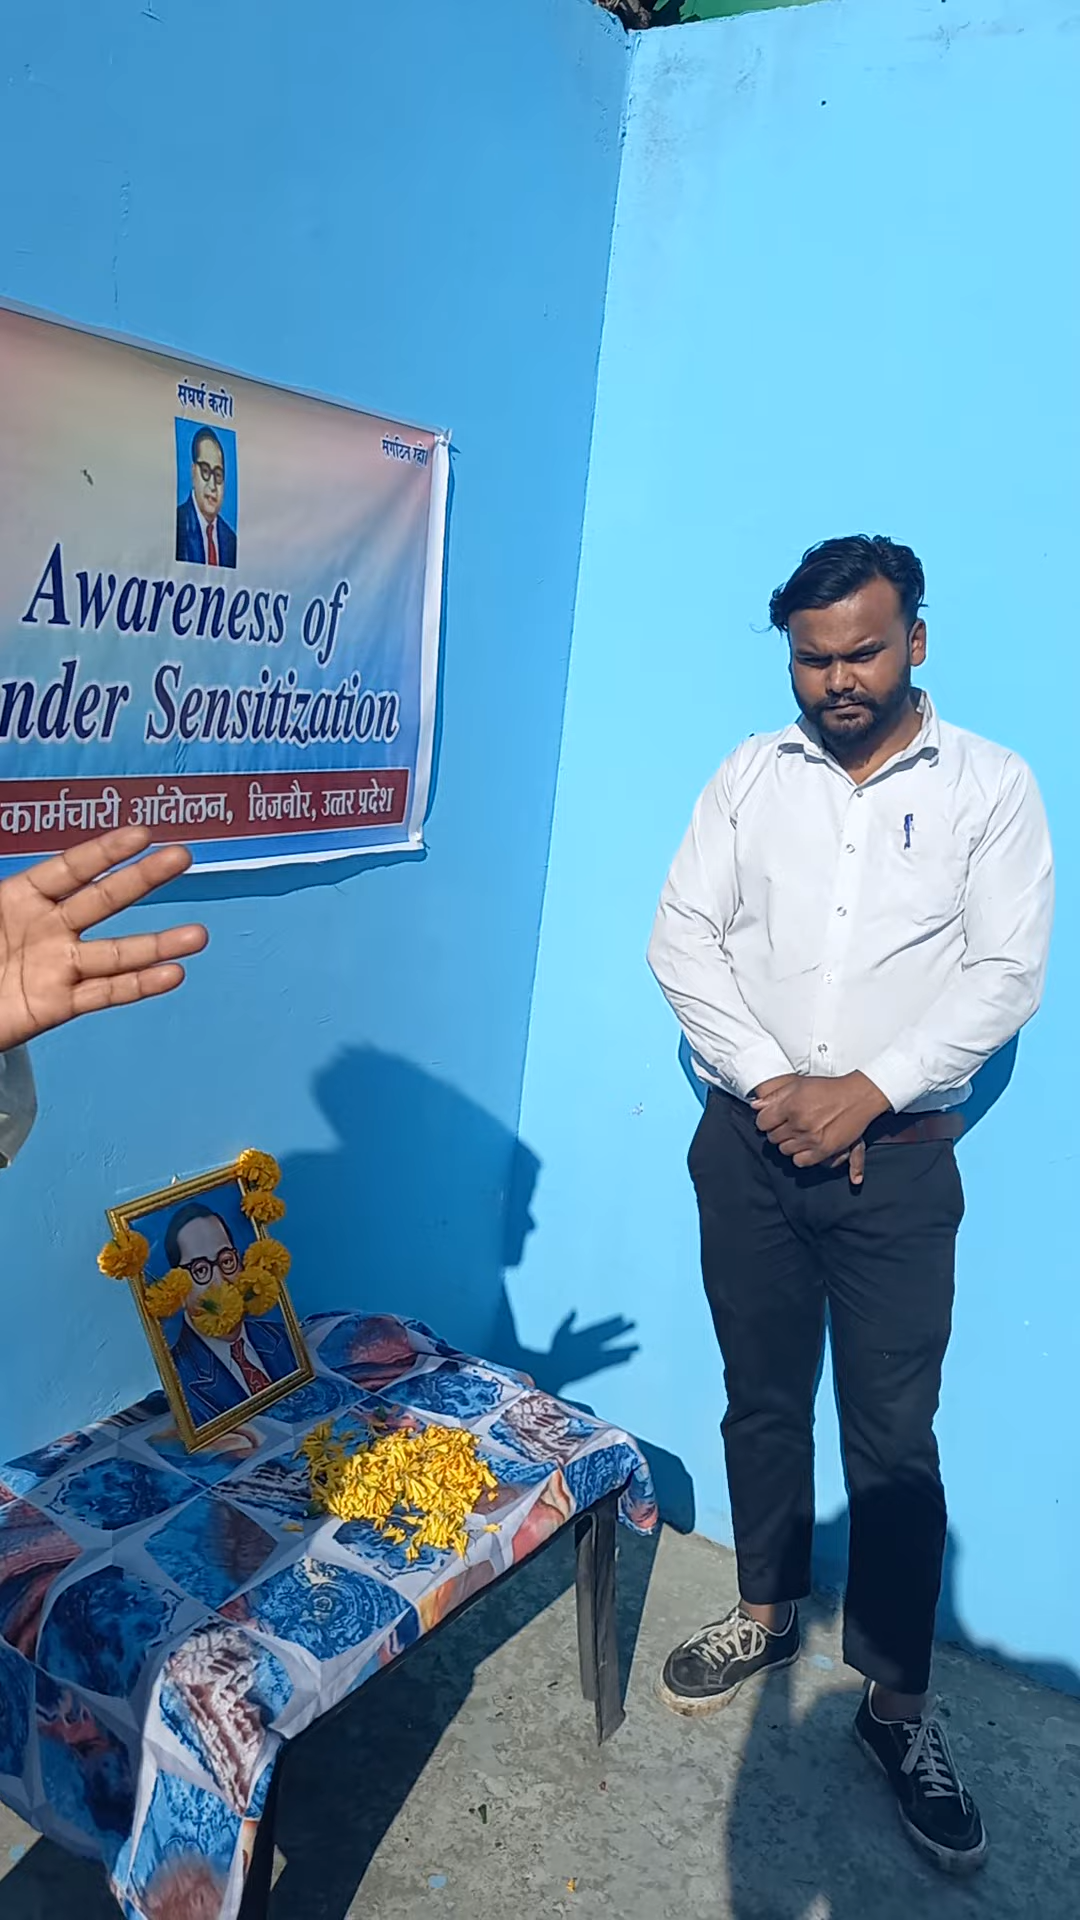 संघर्ष करो।
संगठित रहो।
Awareness of
nder Sensitization
कार्मचारी आंदोलन, विजनौर, उत्तर प्रदेश